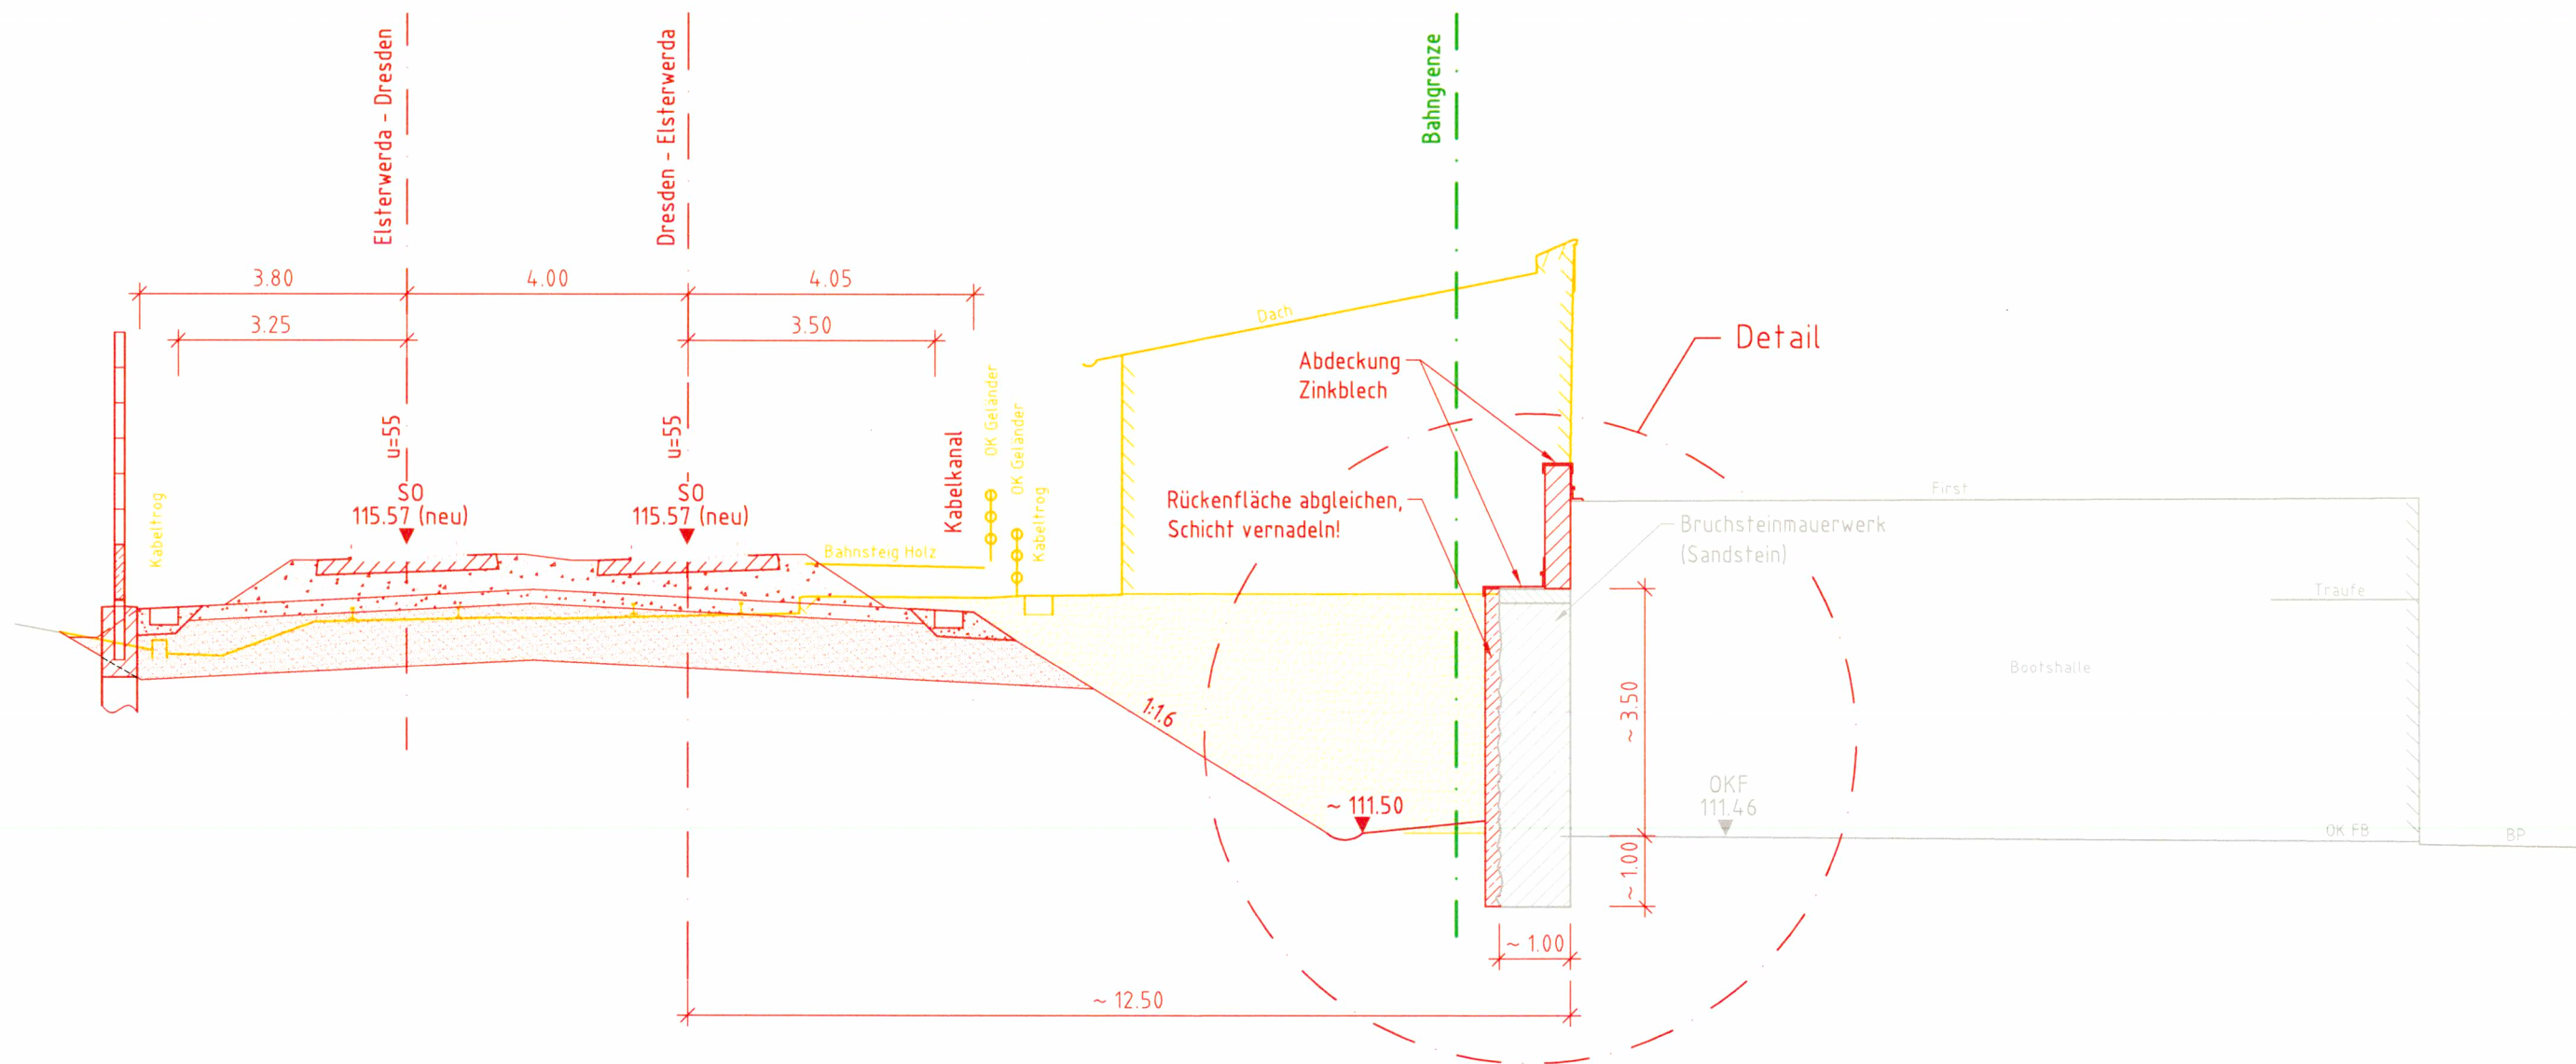 Elsterwerda - Dresden
Dresden - Elsterwerda
Bahngrenze
3.80
4.00
4.05
3.25
3.50
Dach
Detail
Abdeckung
Zinkblech
u=55
u=55
OK Geländer
OK Geländer
Kabelkanal
Kabeltrog
Kabeltrog
SO
115.57 (neu)
SO
115.57 (neu)
Bahnsteig Holz
Rückenfläche abgleichen,
Schicht vernadeln!
First
Bruchsteinmauerwerk
(Sandstein)
Traufe
Bootshalle
1:1.6
~ 3.50
~ 111.50
OKF
111.46
OK FB
BP
~ 1.00
~ 1.00
~ 12.50